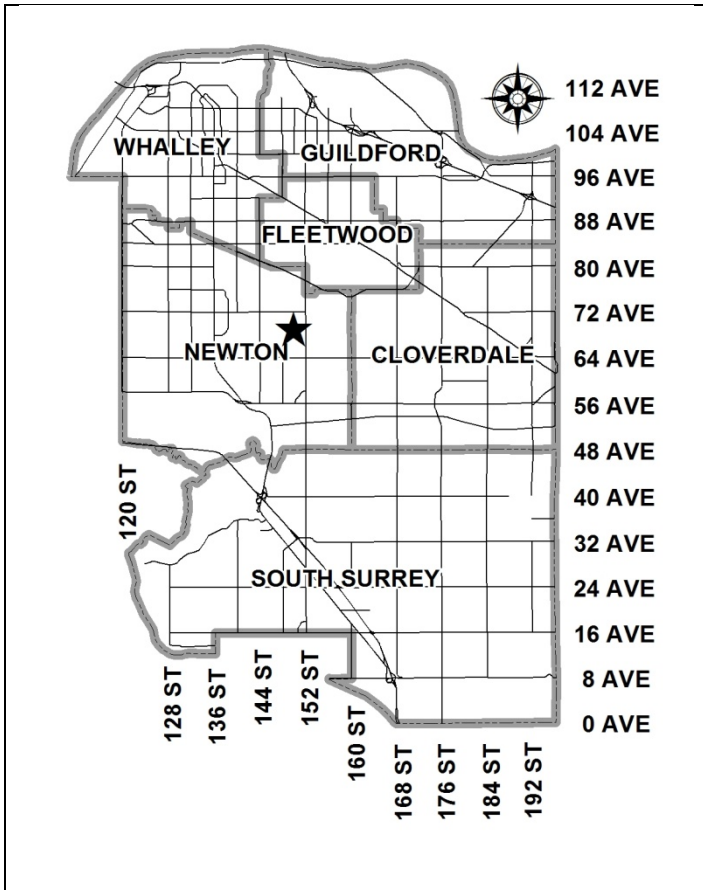 112 AVE
104 AVE
WHALLEY
GUILDFORD
96 AVE
88 AVE
FLEETWOOD
80 AVE
72 AVE
NEWTON
CLOVERDALE
64 AVE
56 AVE
48 AVE
120 ST
40 AVE
32 AVE
SOUTH SURREY
24 AVE
16 AVE
8 AVE
0 AVE
128 ST
136 ST
144 ST
152 ST
160 ST
168 ST
176 ST
184 ST
192 ST